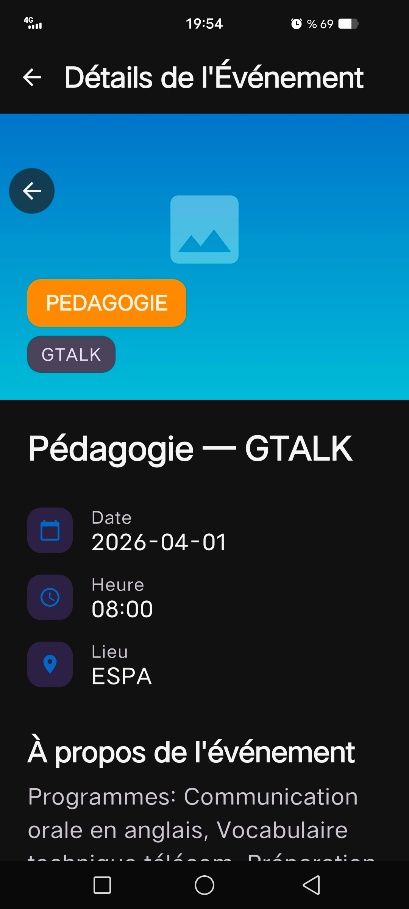 4G 19:54 % 69
Détails de l'Événement
PEDAGOGIE
GTALK
Pédagogie — GTALK
Date
2026-04-01
Heure
08:00
Lieu
ESPA
À propos de l'événement
Programmes: Communication
orale en anglais, Vocabulaire
technique télécom, Préparation